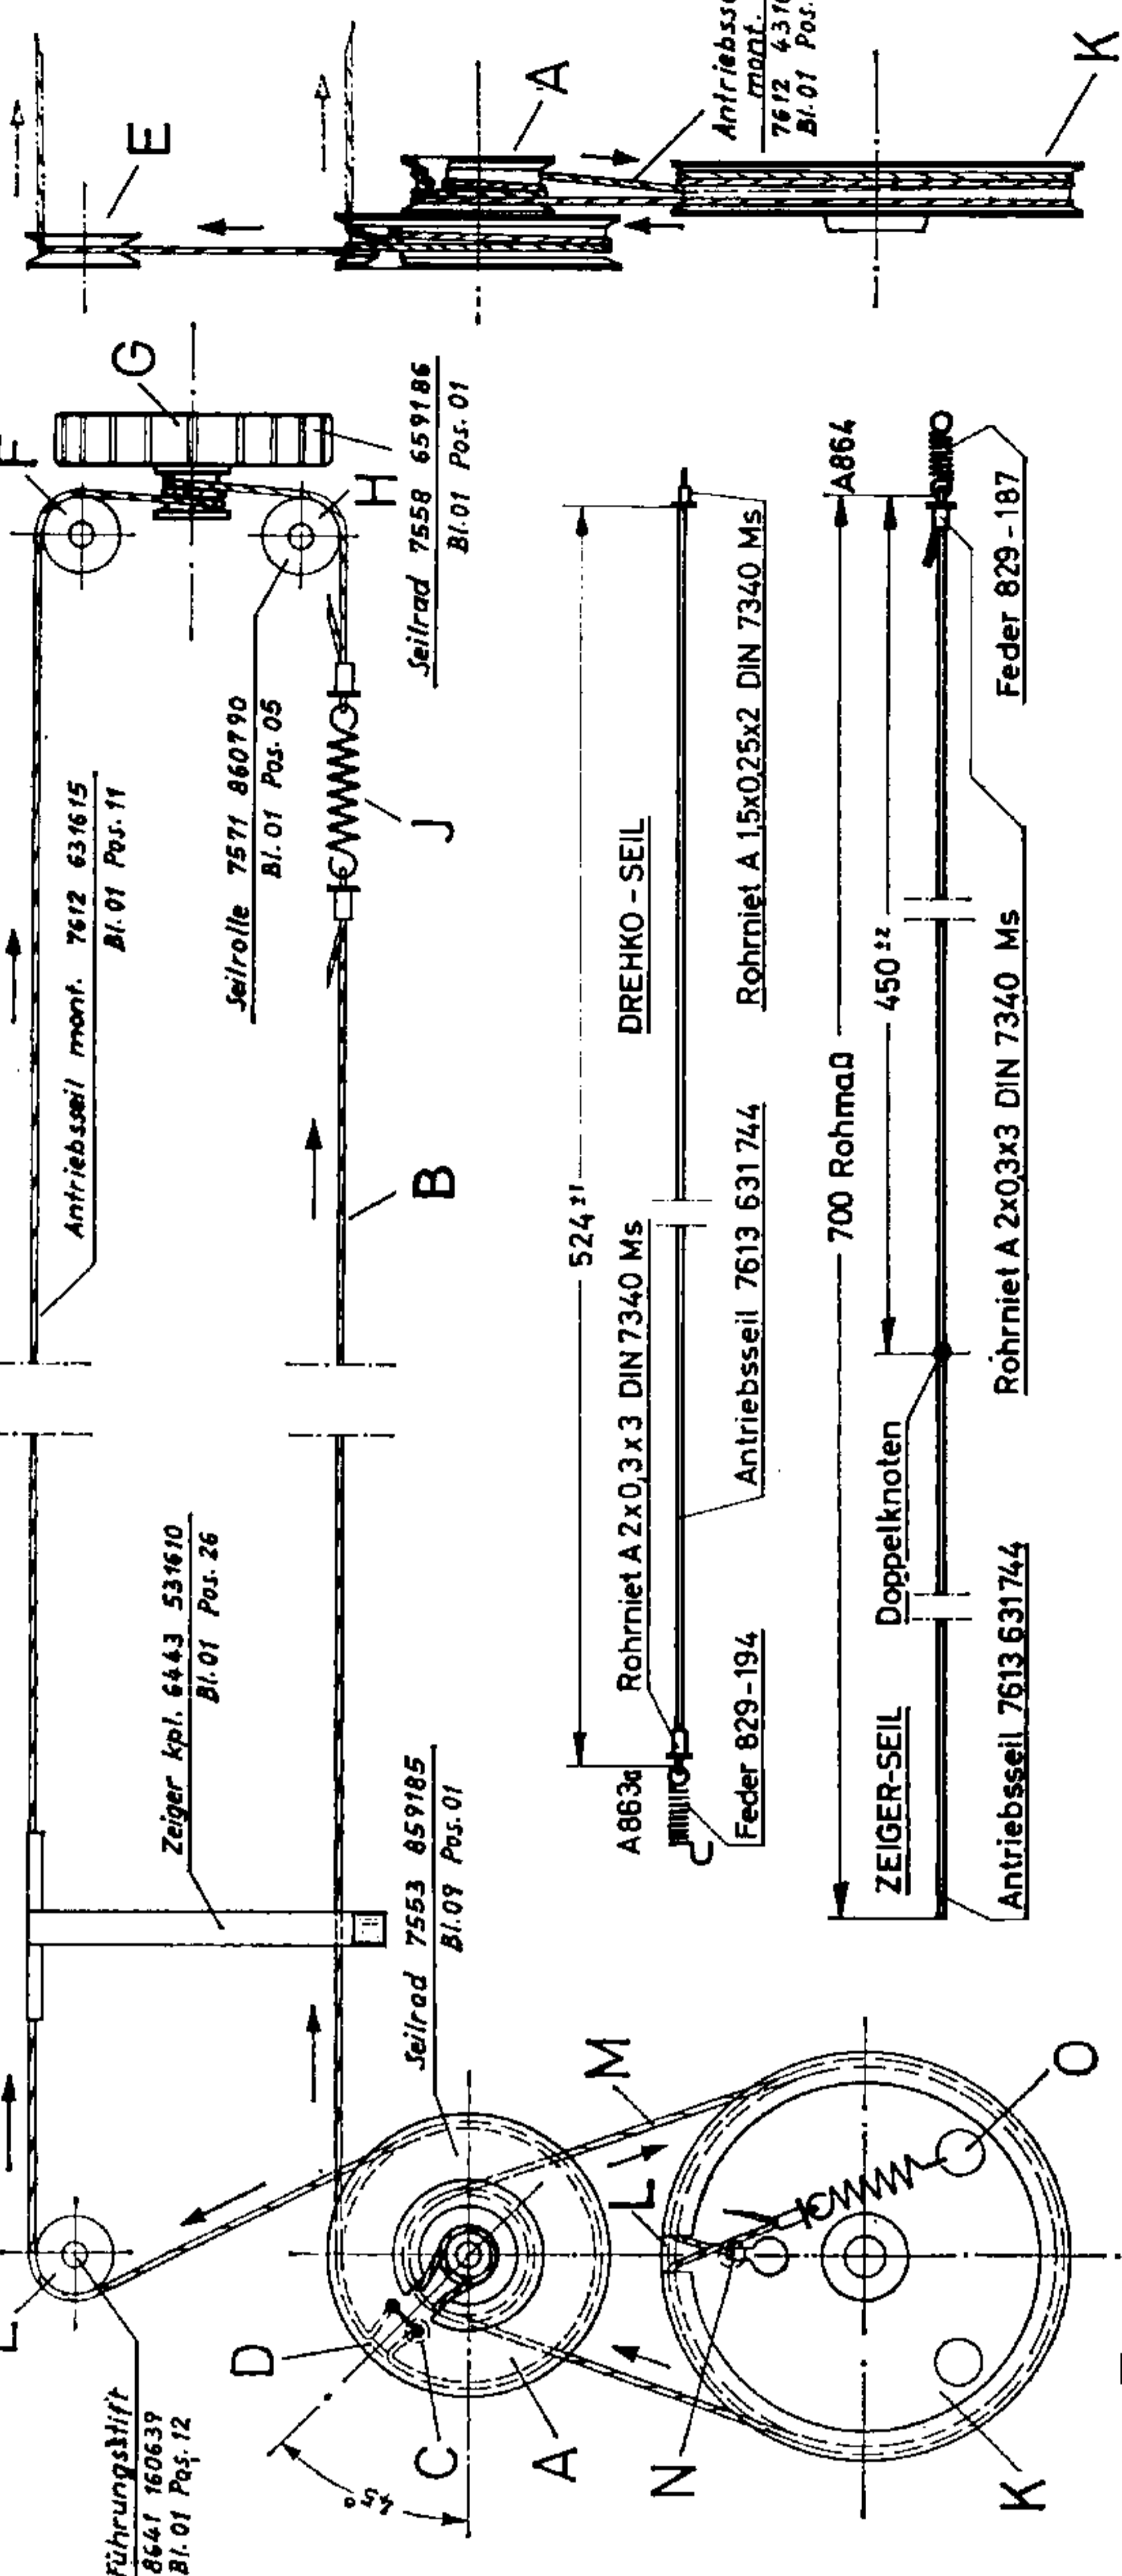 Führungsstift
8641 160639
Bl.01 Pos. 12
E
Zeiger kpl. 6443 531610
Bl.01 Pos. 26
Antriebsseil mont. 7612 631615
Bl.01 Pos. 11
F
G
E
D
C
A
45°
Seilrad 7553 859185
Bl.09 Pos.01
B
J
Seilrolle 7571 860790
Bl.01 Pos. 05
H
Seilrad 7558 659186
Bl.01 Pos.01
A
mont.
Bl.01 Pos.
K
N
L
M
K
O
A863a
524 ±1
Rohrniet A 2x0,3x3 DIN 7340 Ms
DREHKO-SEIL
Feder 829-194
Antriebsseil 7613 631 744
Rohrniet A 1,5x0,25x2 DIN 7340 Ms
700 Rohmaß
A864
ZEIGER-SEIL
Doppelknoten
450 ±2
Antriebsseil 7613 631744
Rohrniet A 2x0,3x3 DIN 7340 Ms
Feder 829-187